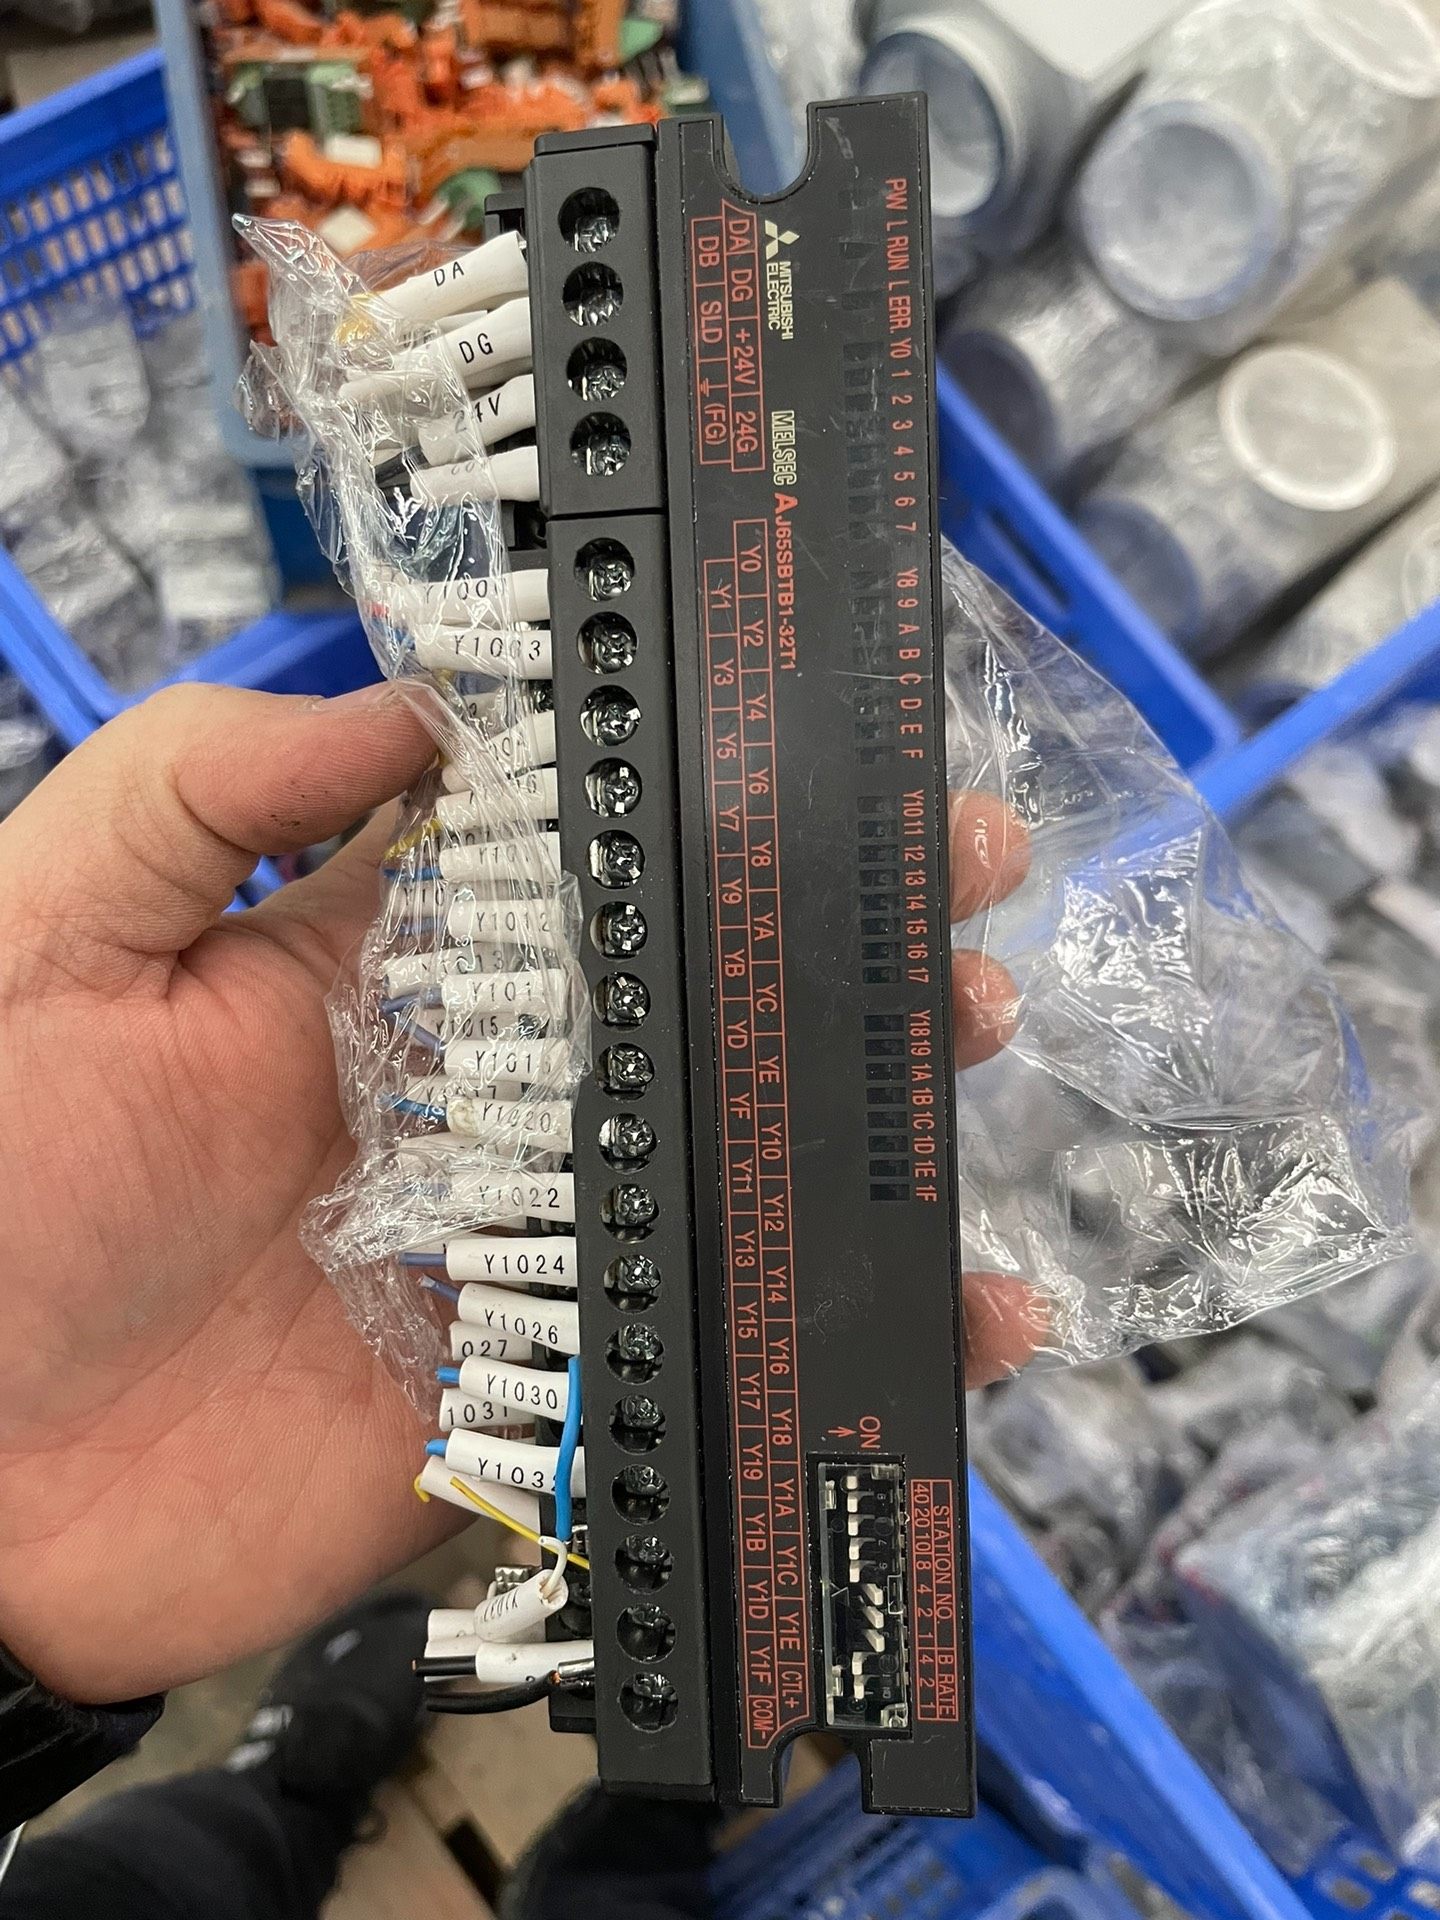 PW L RUN L ERR. Y0 1 2 3 4 5 6 7 Y8 9 A B C D E F Y10 11 12 13 14 15 16 17 Y18 19 1A 1B 1C 1D 1E 1F
MITSUBISHI
ELECTRIC
MELSEC AJ65SBTB1-32T1
DA DG +24V 24G
DB SLD (FG)
Y0 Y2 Y4 Y6 Y8 YA YC YE Y10 Y12 Y14 Y16 Y18 Y1A Y1C Y1E CTL+
Y1 Y3 Y5 Y7 Y9 YB YD YF Y11 Y13 Y15 Y17 Y19 Y1B Y1D Y1F COM-
ON
STATION NO. B RATE
40 20 10 8 4 2 1 4 2 1
DA
DG
24V
Y1003
Y1012
Y1015
Y1020
Y1022
Y1024
Y1026
027
Y1030
1031
Y1032